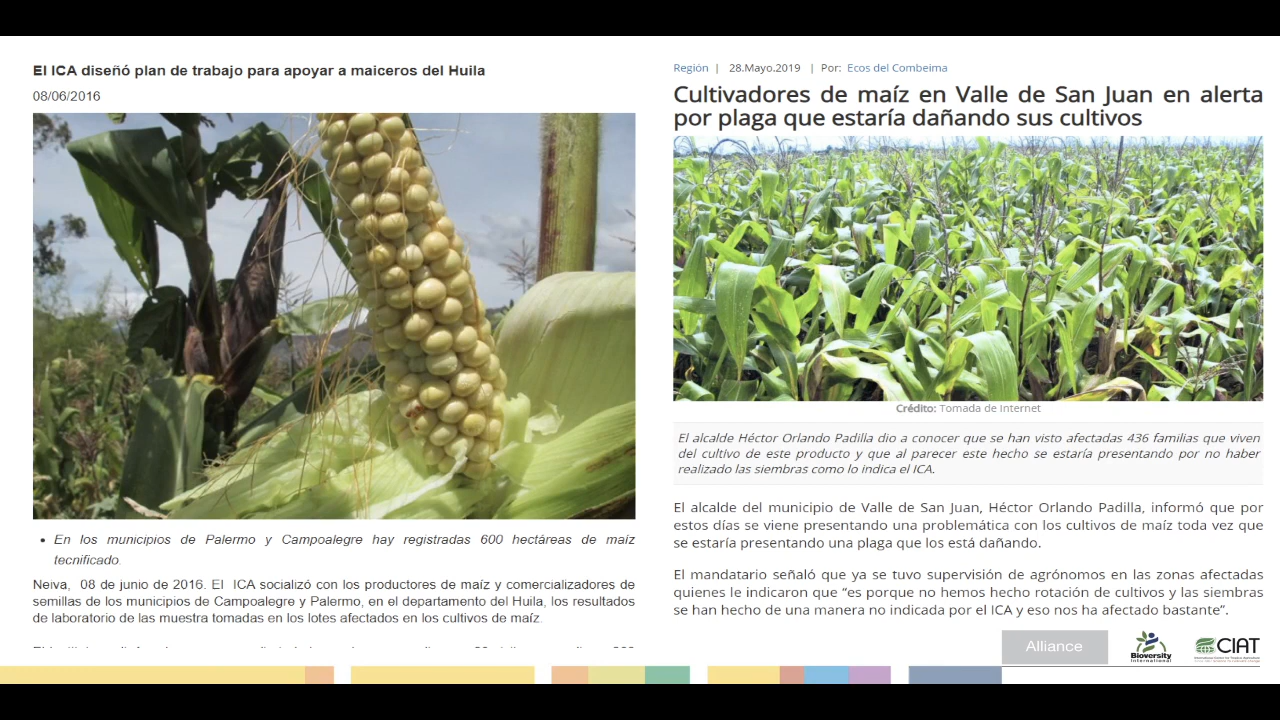 El ICA diseñó plan de trabajo para apoyar a maiceros del Huila
08/06/2016
• En los municipios de Palermo y Campoalegre hay registradas 600 hectáreas de maíz
tecnificado.
Neiva, 08 de junio de 2016. El ICA socializó con los productores de maíz y comercializadores de
semillas de los municipios de Campoalegre y Palermo, en el departamento del Huila, los resultados
de laboratorio de las muestra tomadas en los lotes afectados en los cultivos de maíz.
Región | 28.Mayo.2019 | Por: Ecos del Combeima
Cultivadores de maíz en Valle de San Juan en alerta
por plaga que estaría dañando sus cultivos
Crédito: Tomada de Internet
El alcalde Héctor Orlando Padilla dio a conocer que se han visto afectadas 436 familias que viven
del cultivo de este producto y que al parecer este hecho se estaría presentando por no haber
realizado las siembras como lo indica el ICA.
El alcalde del municipio de Valle de San Juan, Héctor Orlando Padilla, informó que por
estos días se viene presentando una problemática con los cultivos de maíz toda vez que
se estaría presentando una plaga que los está dañando.
El mandatario señaló que ya se tuvo supervisión de agrónomos en las zonas afectadas
quienes le indicaron que “es porque no hemos hecho rotación de cultivos y las siembras
se han hecho de una manera no indicada por el ICA y eso nos ha afectado bastante”.
Alliance
Bioversity
International
CIAT